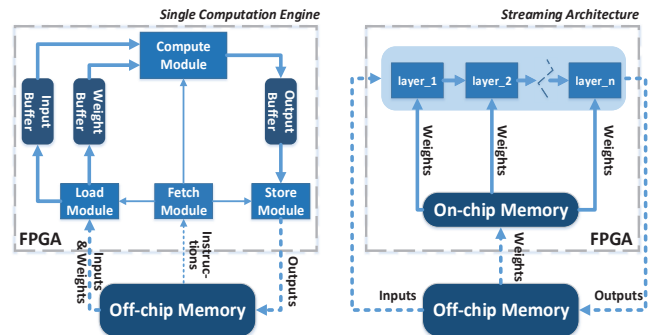 Single Computation Engine
Compute
Module
Input
Buffer
Weight
Buffer
Output
Buffer
Load
Module
Fetch
Module
Store
Module
FPGA
Inputs
& Weights
Instruc-
tions
Outputs
Off-chip Memory
Streaming Architecture
layer_1
layer_2
layer_n
Weights
Weights
Weights
On-chip Memory
FPGA
Weights
Inputs
Outputs
Off-chip Memory